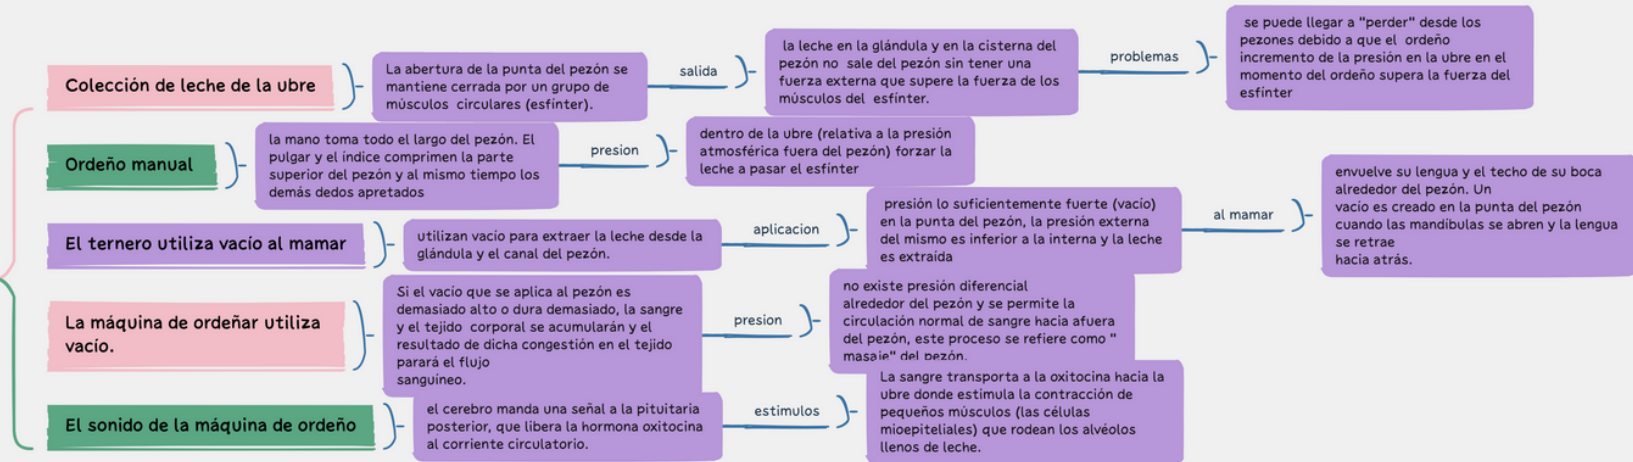 Colección de leche de la ubre
La abertura de la punta del pezón se
mantiene cerrada por un grupo de
músculos circulares (esfínter).
salida
la leche en la glándula y en la cisterna del
pezón no sale del pezón sin tener una
fuerza externa que supere la fuerza de los
músculos del esfínter.
problemas
se puede llegar a "perder" desde los
pezones debido a que el ordeño
incremento de la presión en la ubre en el
momento del ordeño supera la fuerza del
esfínter
Ordeño manual
la mano toma todo el largo del pezón. El
pulgar y el índice comprimen la parte
superior del pezón y al mismo tiempo los
demás dedos apretados
presion
dentro de la ubre (relativa a la presión
atmosférica fuera del pezón) forzar la
leche a pasar el esfínter
El ternero utiliza vacío al mamar
utilizan vacío para extraer la leche desde la
glándula y el canal del pezón.
aplicacion
presión lo suficientemente fuerte (vacío)
en la punta del pezón, la presión externa
del mismo es inferior a la interna y la leche
es extraída
al mamar
envuelve su lengua y el techo de su boca
alrededor del pezón. Un
vacío es creado en la punta del pezón
cuando las mandíbulas se abren y la lengua
se retrae
hacia atrás.
La máquina de ordeñar utiliza
vacío.
Si el vacío que se aplica al pezón es
demasiado alto o dura demasiado, la sangre
y el tejido corporal se acumularán y el
resultado de dicha congestión en el tejido
parará el flujo
sanguíneo.
presion
no existe presión diferencial
alrededor del pezón y se permite la
circulación normal de sangre hacia afuera
del pezón, este proceso se refiere como "
masaje" del pezón.
El sonido de la máquina de ordeño
el cerebro manda una señal a la pituitaria
posterior, que libera la hormona oxitocina
al corriente circulatorio.
estimulos
La sangre transporta a la oxitocina hacia la
ubre donde estimula la contracción de
pequeños músculos (las células
mioepiteliales) que rodean los alvéolos
llenos de leche.